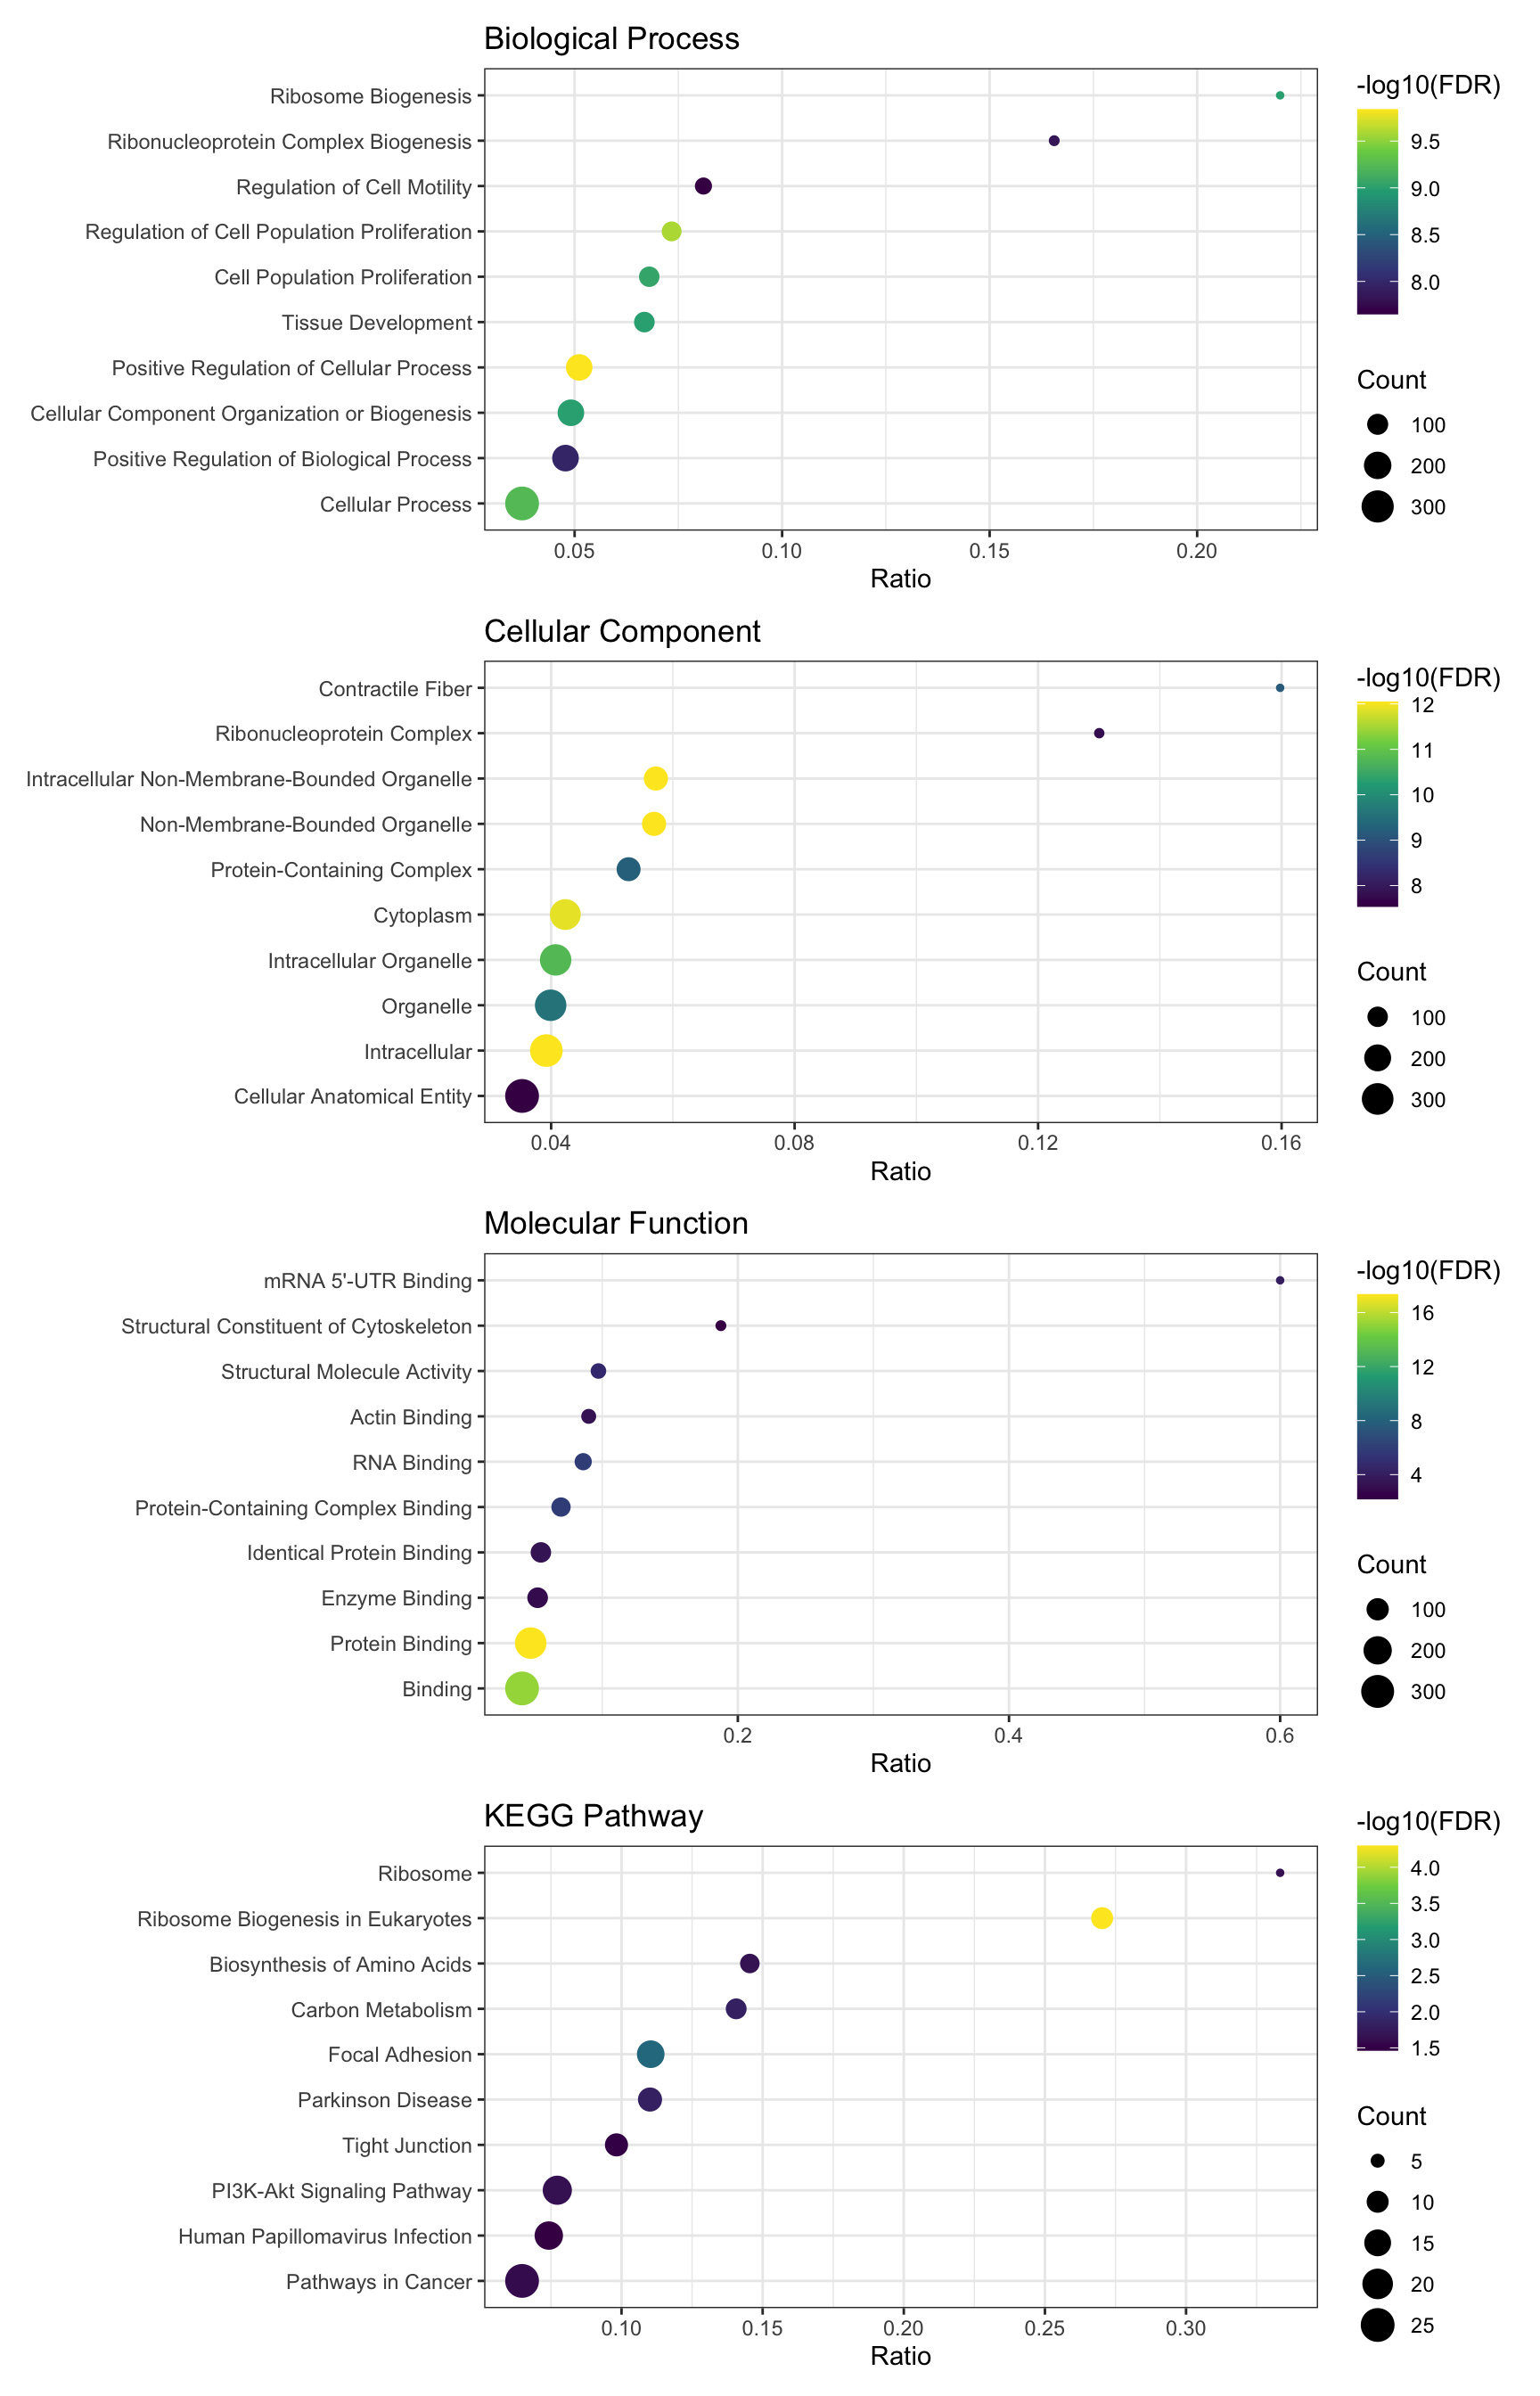 Biological Process
Ribosome Biogenesis
Ribonucleoprotein Complex Biogenesis
Regulation of Cell Motility
Regulation of Cell Population Proliferation
Cell Population Proliferation
Tissue Development
Positive Regulation of Cellular Process
Cellular Component Organization or Biogenesis
Positive Regulation of Biological Process
Cellular Process
0.05 0.10 0.15 0.20
Ratio
-log10(FDR)
9.5
9.0
8.5
8.0
Count
100
200
300
Cellular Component
Contractile Fiber
Ribonucleoprotein Complex
Intracellular Non-Membrane-Bounded Organelle
Non-Membrane-Bounded Organelle
Protein-Containing Complex
Cytoplasm
Intracellular Organelle
Organelle
Intracellular
Cellular Anatomical Entity
0.04 0.08 0.12 0.16
Ratio
-log10(FDR)
12
11
10
9
8
Count
100
200
300
Molecular Function
mRNA 5'-UTR Binding
Structural Constituent of Cytoskeleton
Structural Molecule Activity
Actin Binding
RNA Binding
Protein-Containing Complex Binding
Identical Protein Binding
Enzyme Binding
Protein Binding
Binding
0.2 0.4 0.6
Ratio
-log10(FDR)
16
12
8
4
Count
100
200
300
KEGG Pathway
Ribosome
Ribosome Biogenesis in Eukaryotes
Biosynthesis of Amino Acids
Carbon Metabolism
Focal Adhesion
Parkinson Disease
Tight Junction
PI3K-Akt Signaling Pathway
Human Papillomavirus Infection
Pathways in Cancer
0.10 0.15 0.20 0.25 0.30
Ratio
-log10(FDR)
4.0
3.5
3.0
2.5
2.0
1.5
Count
5
10
15
20
25